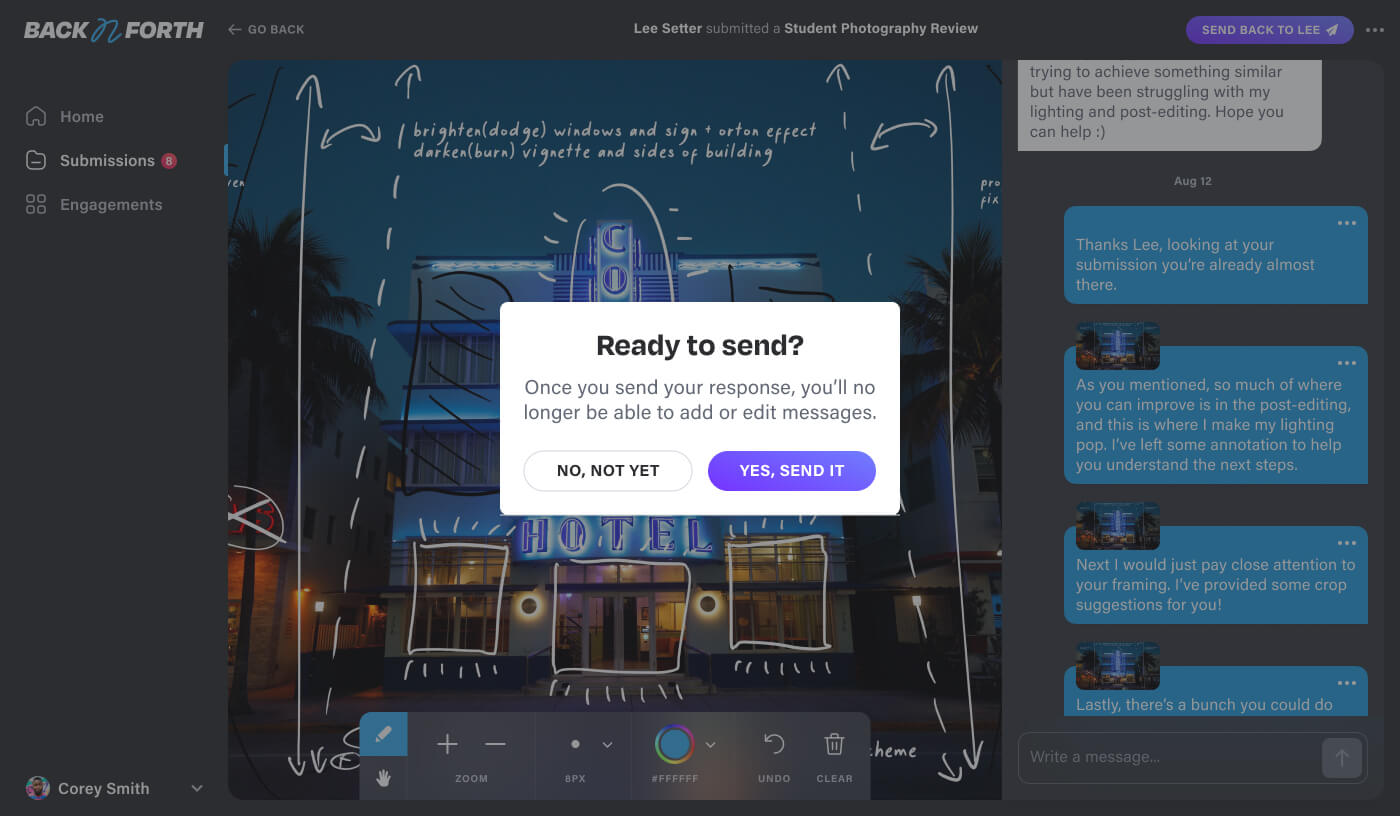 BACK n FORTH
GO BACK
Lee Setter submitted a Student Photography Review
SEND BACK TO LEE
Home
Submissions 8
Engagements
Corey Smith
brighten(dodge) windows and sign + orton effect
darken(burn) vignette and sides of building
pro
fix
CO
HOTEL
heme
Ready to send?
Once you send your response, you’ll no
longer be able to add or edit messages.
NO, NOT YET
YES, SEND IT
ZOOM
8PX
#FFFFFF
UNDO
CLEAR
trying to achieve something similar
but have been struggling with my
lighting and post-editing. Hope you
can help :)
Aug 12
Thanks Lee, looking at your
submission you’re already almost
there.
As you mentioned, so much of where
you can improve is in the post-editing,
and this is where I make my lighting
pop. I’ve left some annotation to help
you understand the next steps.
Next I would just pay close attention to
your framing. I’ve provided some crop
suggestions for you!
Lastly, there’s a bunch you could do
Write a message...